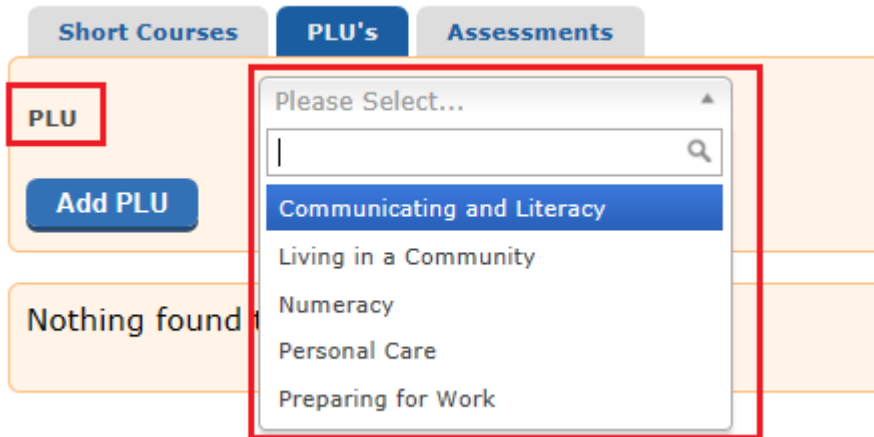 Short Courses PLU's Assessments
PLU
Please Select...
Add PLU
Communicating and Literacy
Living in a Community
Numeracy
Nothing found
Personal Care
Preparing for Work